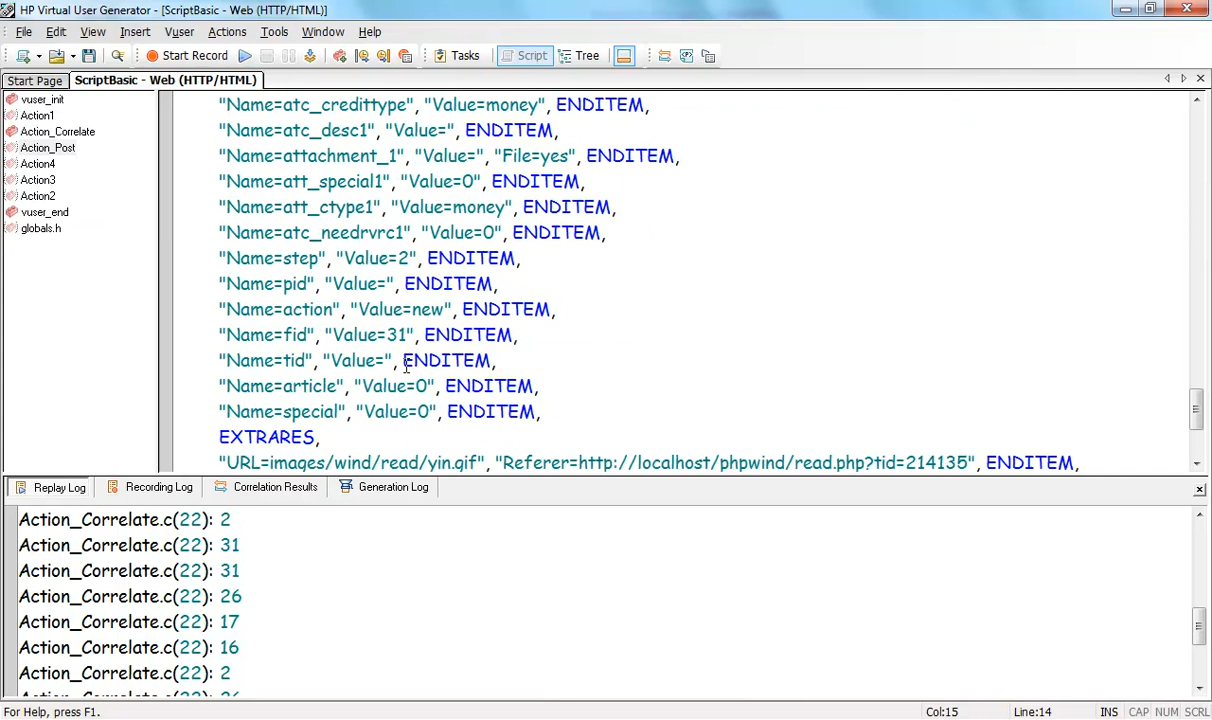 HP Virtual User Generator - [ScriptBasic - Web (HTTP/HTML)]
File Edit View Insert Vuser Actions Tools Window Help
Start Record Tasks Script Tree
Start Page ScriptBasic - Web (HTTP/HTML)
vuser_init
Action1
Action_Correlate
Action_Post
Action4
Action3
Action2
vuser_end
globals.h
"Name=atc_credittype", "Value=money", ENDITEM,
"Name=atc_desc1", "Value=", ENDITEM,
"Name=attachment_1", "Value=", "File=yes", ENDITEM,
"Name=att_special1", "Value=0", ENDITEM,
"Name=att_ctype1", "Value=money", ENDITEM,
"Name=atc_needrvrc1", "Value=0", ENDITEM,
"Name=step", "Value=2", ENDITEM,
"Name=pid", "Value=", ENDITEM,
"Name=action", "Value=new", ENDITEM,
"Name=fid", "Value=31", ENDITEM,
"Name=tid", "Value=", ENDITEM,
"Name=article", "Value=0", ENDITEM,
"Name=special", "Value=0", ENDITEM,
EXTRARES,
"URL=images/wind/read/yin.gif", "Referer=http://localhost/phpwind/read.php?tid=214135", ENDITEM,
Replay Log Recording Log Correlation Results Generation Log
Action_Correlate.c(22): 2
Action_Correlate.c(22): 31
Action_Correlate.c(22): 31
Action_Correlate.c(22): 26
Action_Correlate.c(22): 17
Action_Correlate.c(22): 16
Action_Correlate.c(22): 2
Action_Correlate.c(22):
For Help, press F1. Col:15 Line:14 INS CAP NUM SCRL